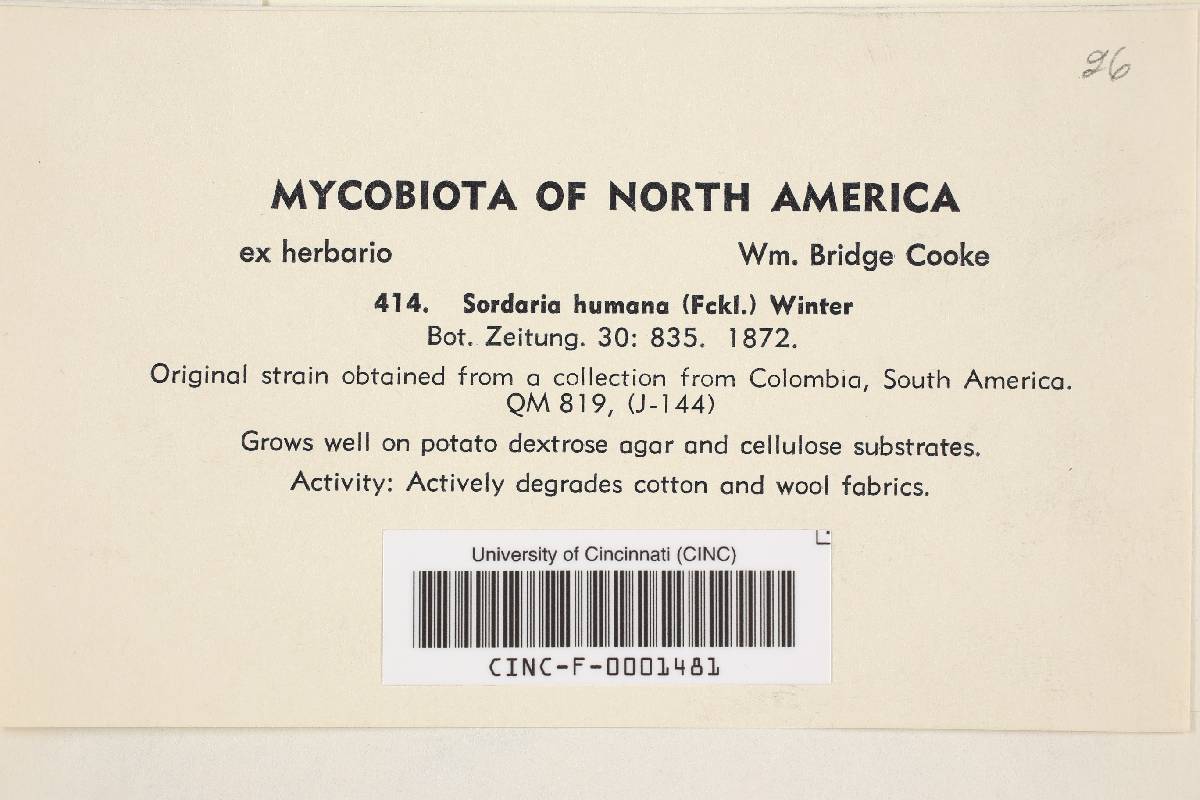 26
MYCOBIOTA OF NORTH AMERICA
ex herbario Wm. Bridge Cooke
414. Sordaria humana (Fckl.) Winter
Bot. Zeitung. 30: 835. 1872.
Original strain obtained from a collection from Colombia, South America.
QM 819, (J-144)
Grows well on potato dextrose agar and cellulose substrates.
Activity: Actively degrades cotton and wool fabrics.
University of Cincinnati (CINC)
CINC-F-0001481